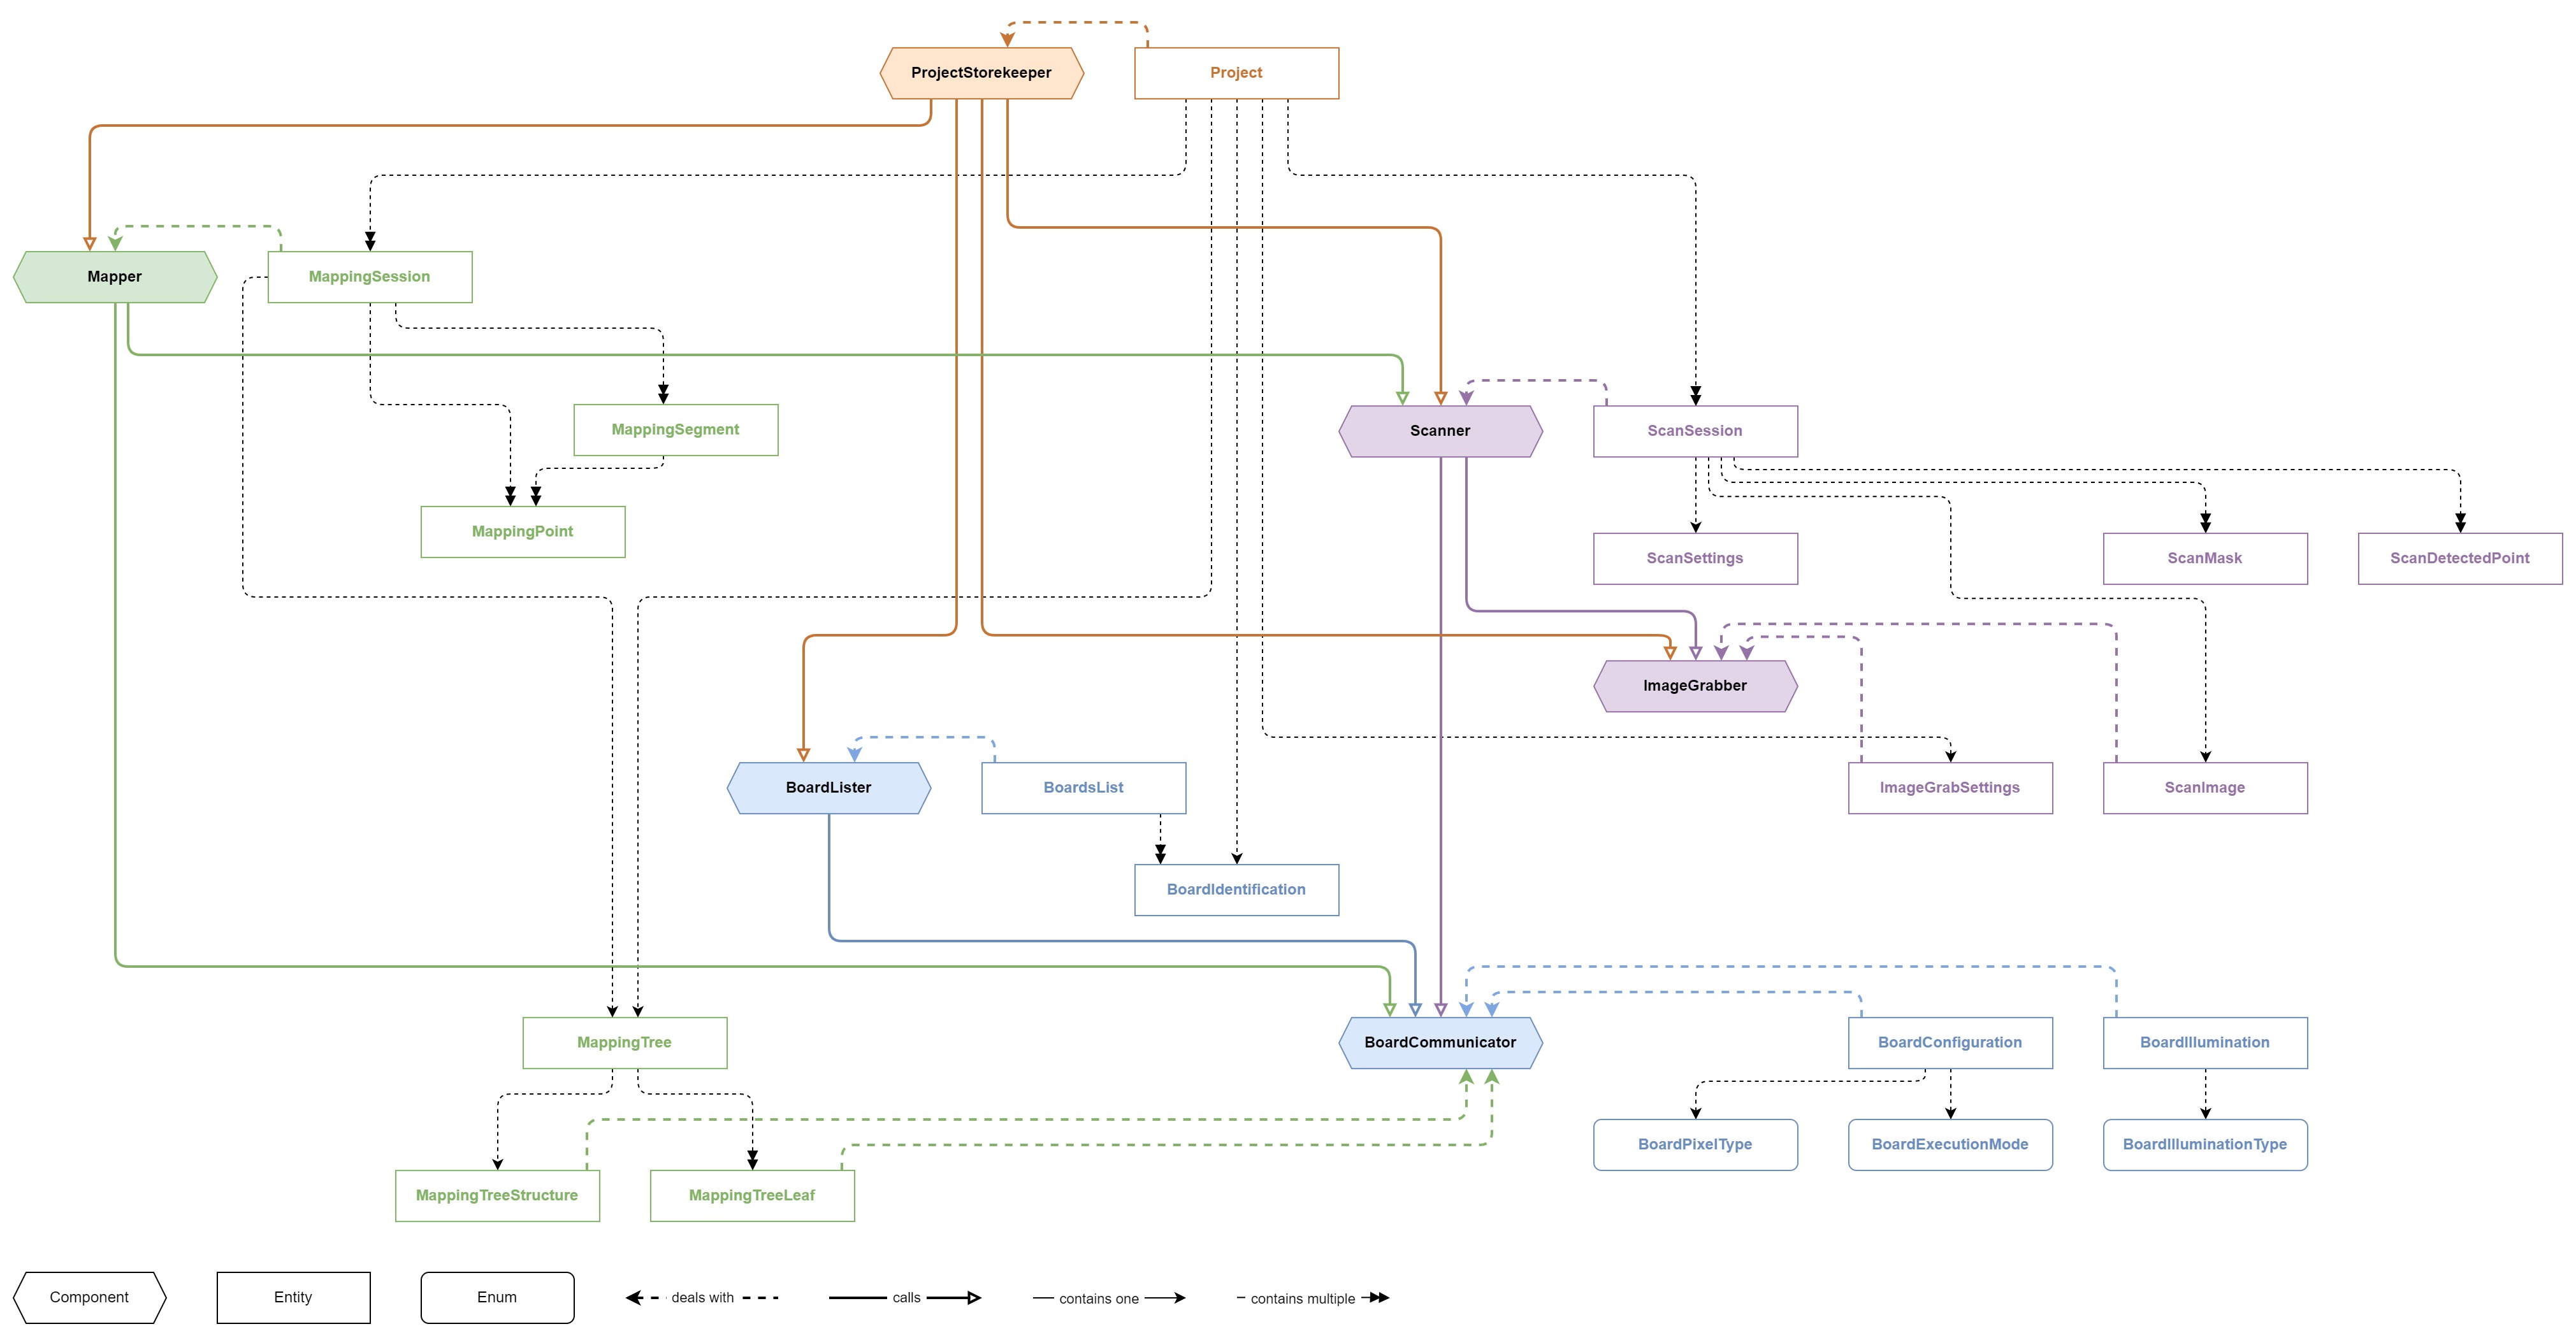 ProjectStorekeeper
Project
Mapper
MappingSession
MappingSegment
Scanner
ScanSession
MappingPoint
ScanSettings
ScanMask
ScanDetectedPoint
ImageGrabber
BoardLister
BoardsList
ImageGrabSettings
ScanImage
BoardIdentification
MappingTree
BoardCommunicator
BoardConfiguration
BoardIllumination
BoardPixelType
BoardExecutionMode
BoardIlluminationType
MappingTreeStructure
MappingTreeLeaf
Component
Entity
Enum
deals with
calls
contains one
contains multiple